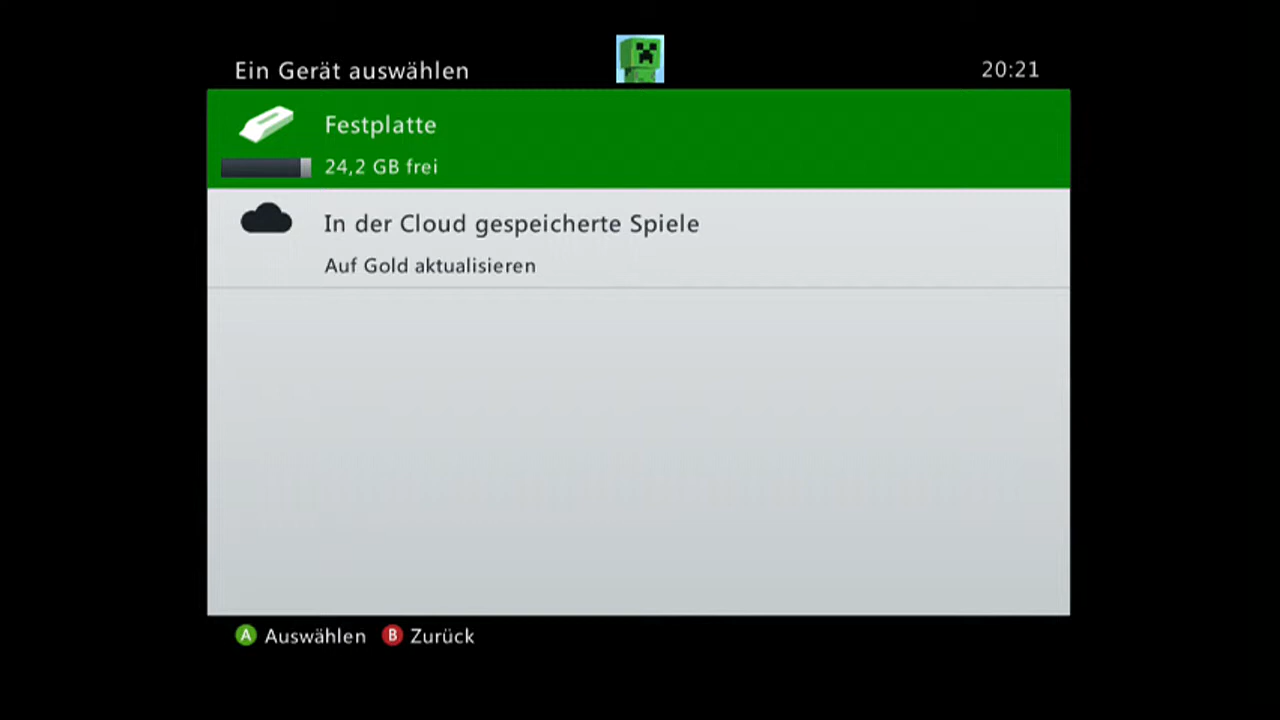 Ein Gerät auswählen
20:21
Festplatte
24,2 GB frei
In der Cloud gespeicherte Spiele
Auf Gold aktualisieren
A Auswählen B Zurück